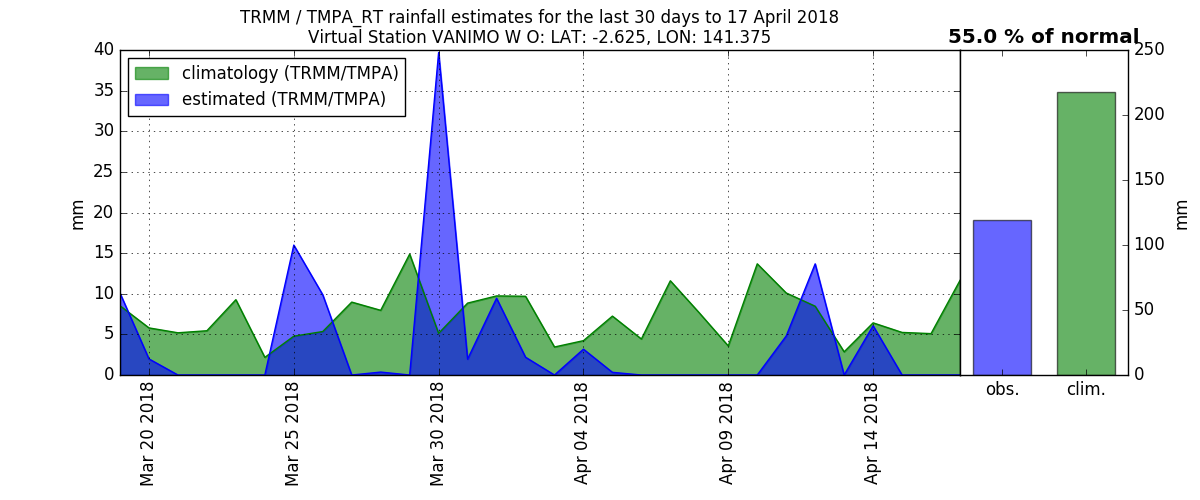 TRMM / TMPA_RT rainfall estimates for the last 30 days to 17 April 2018
Virtual Station VANIMO W O: LAT: -2.625, LON: 141.375
55.0 % of normal
climatology (TRMM/TMPA)
estimated (TRMM/TMPA)
40
35
30
25
20
15
10
5
0
mm
Mar 20 2018
Mar 25 2018
Mar 30 2018
Apr 04 2018
Apr 09 2018
Apr 14 2018
250
200
150
100
50
0
mm
obs.
clim.